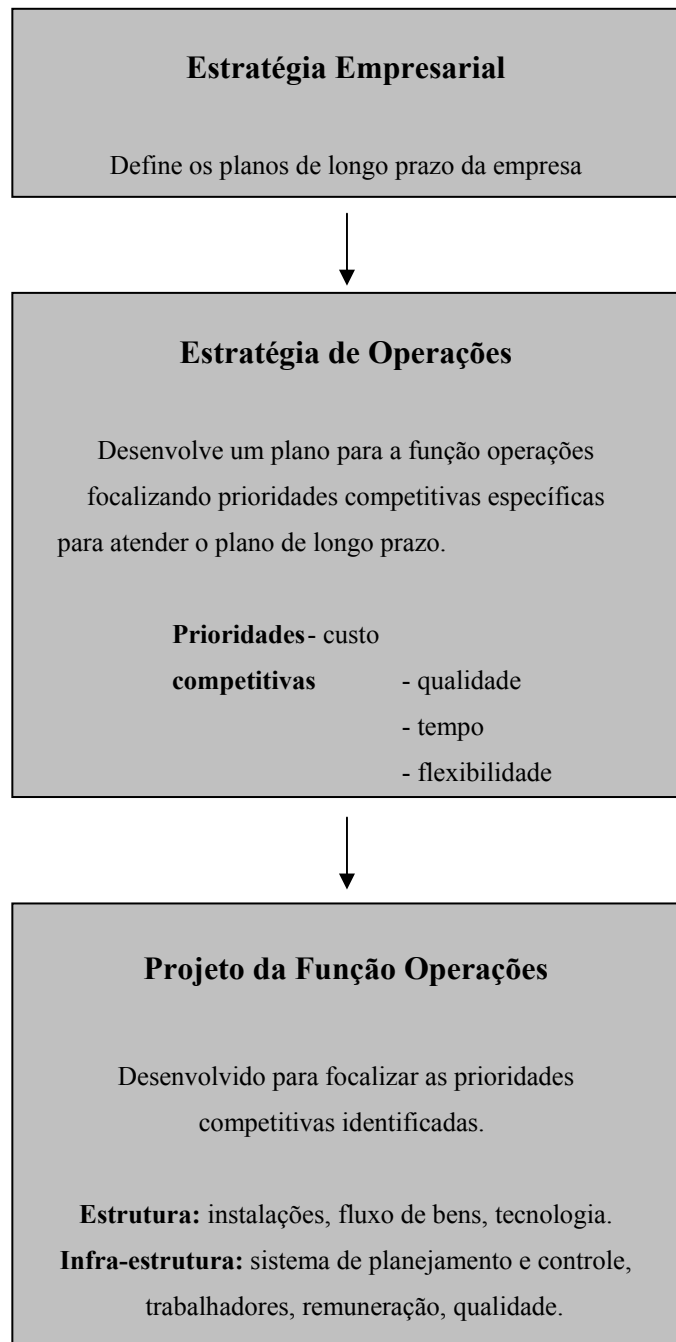 Estratégia Empresarial
Define os planos de longo prazo da empresa
Estratégia de Operações
Desenvolve um plano para a função operações
focalizando prioridades competitivas específicas
para atender o plano de longo prazo.
Prioridades- custo
competitivas - qualidade
- tempo
- flexibilidade
Projeto da Função Operações
Desenvolvido para focalizar as prioridades
competitivas identificadas.
Estrutura: instalações, fluxo de bens, tecnologia.
Infra-estrutura: sistema de planejamento e controle,
trabalhadores, remuneração, qualidade.